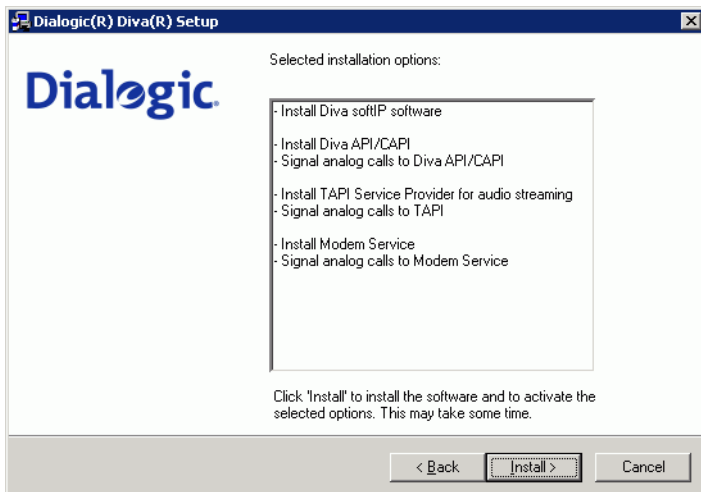 Dialogic(R) Diva(R) Setup
Dialogic.
Selected installation options:
- Install Diva softIP software
- Install Diva API/CAPI
- Signal analog calls to Diva API/CAPI
- Install TAPI Service Provider for audio streaming
- Signal analog calls to TAPI
- Install Modem Service
- Signal analog calls to Modem Service
Click 'Install' to install the software and to activate the
selected options. This may take some time.
< Back
Install >
Cancel